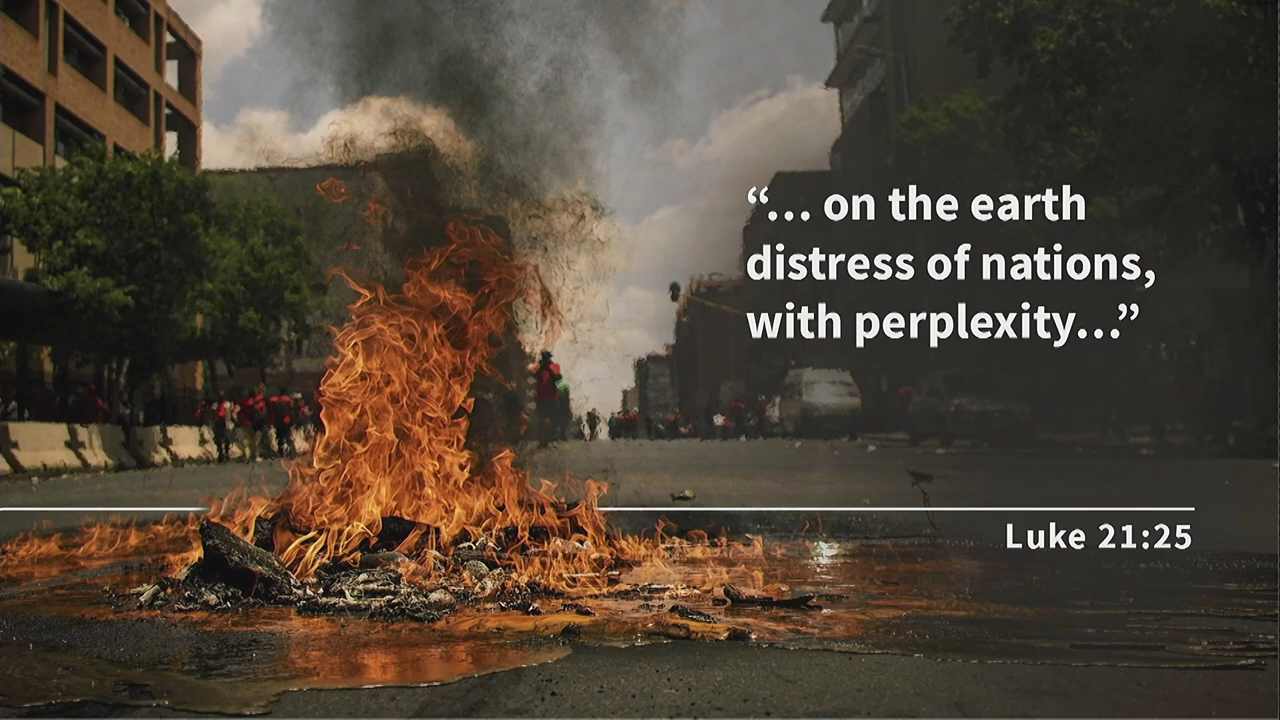 “... on the earth
distress of nations,
with perplexity...”
Luke 21:25